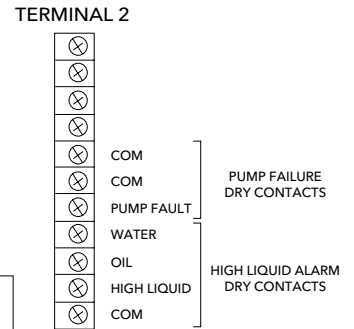 TERMINAL 2
COM
COM
PUMP FAULT
PUMP FAILURE
DRY CONTACTS
WATER
OIL
HIGH LIQUID
COM
HIGH LIQUID ALARM
DRY CONTACTS